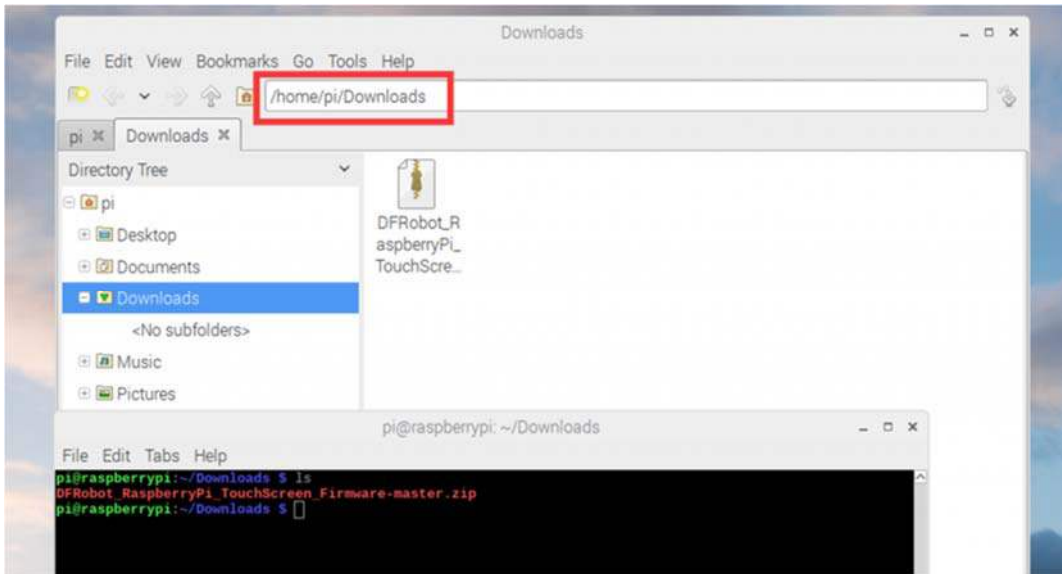 Downloads
File Edit View Bookmarks Go Tools Help
/home/pi/Downloads
pi
Downloads
Directory Tree
pi
Desktop
Documents
Downloads
<No subfolders>
Music
Pictures
DFRobot_R
aspberryPi_
TouchScre...
pi@raspberrypi: ~/Downloads
File Edit Tabs Help
pi@raspberrypi:~/Downloads $ ls
DFRobot_RaspberryPi_TouchScreen_Firmware-master.zip
pi@raspberrypi:~/Downloads $